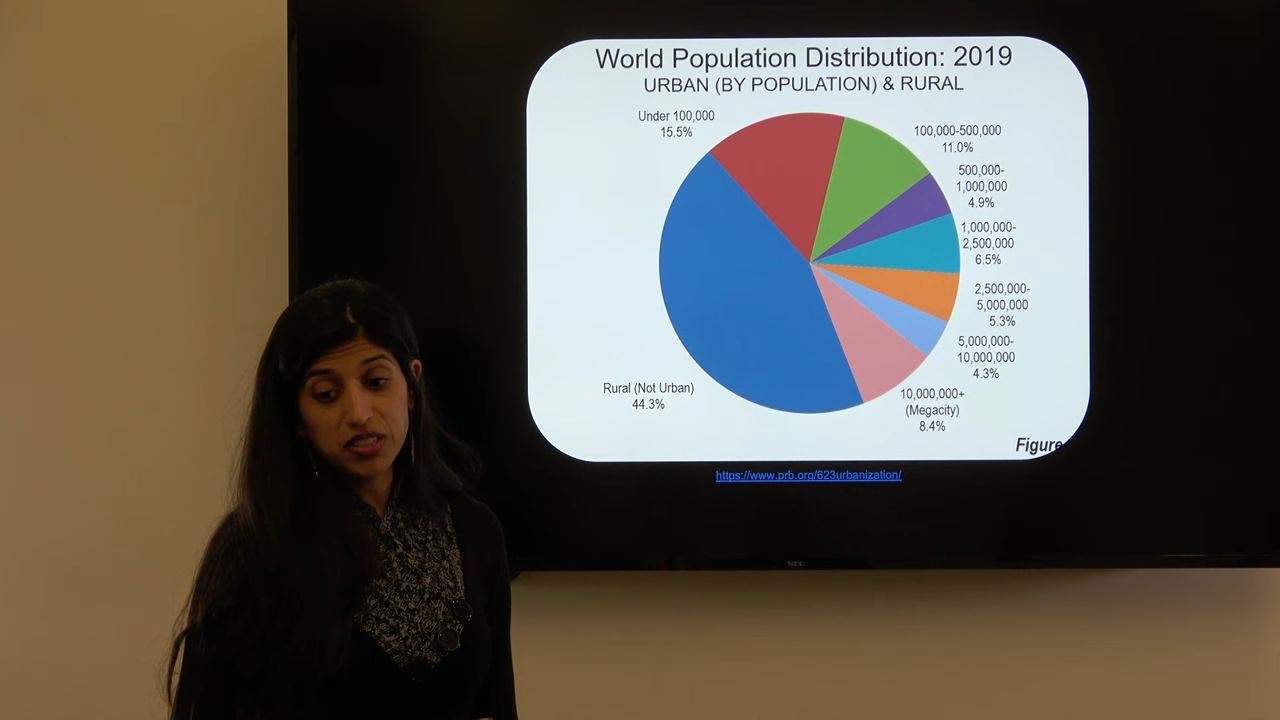 World Population Distribution: 2019
URBAN (BY POPULATION) & RURAL
Under 100,000
15.5%
100,000-500,000
11.0%
500,000-
1,000,000
4.9%
1,000,000-
2,500,000
6.5%
2,500,000-
5,000,000
5.3%
5,000,000-
10,000,000
4.3%
10,000,000+
(Megacity)
8.4%
Rural (Not Urban)
44.3%
Figure
https://www.prb.org/623urbanization/
NEC